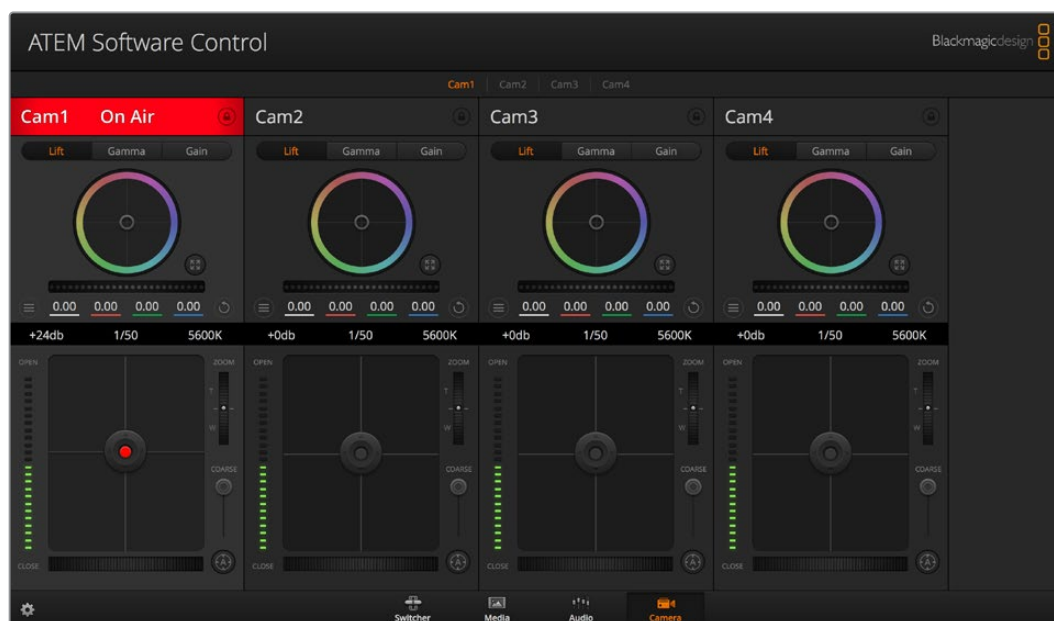 ATEM Software Control
Blackmagicdesign
Cam1 Cam2 Cam3 Cam4
Cam1 On Air Cam2 Cam3 Cam4
Lift Gamma Gain Lift Gamma Gain Lift Gamma Gain Lift Gamma Gain
0.00 0.00 0.00 0.00 0.00 0.00 0.00 0.00 0.00 0.00 0.00 0.00 0.00 0.00 0.00 0.00
+24db 1/50 5600K +0db 1/50 5600K +0db 1/50 5600K +0db 1/50 5600K
OPEN ZOOM OPEN ZOOM OPEN ZOOM OPEN ZOOM
T T T T
W W W W
COARSE COARSE COARSE COARSE
A A A A
CLOSE CLOSE CLOSE CLOSE
Switcher Media Audio Camera